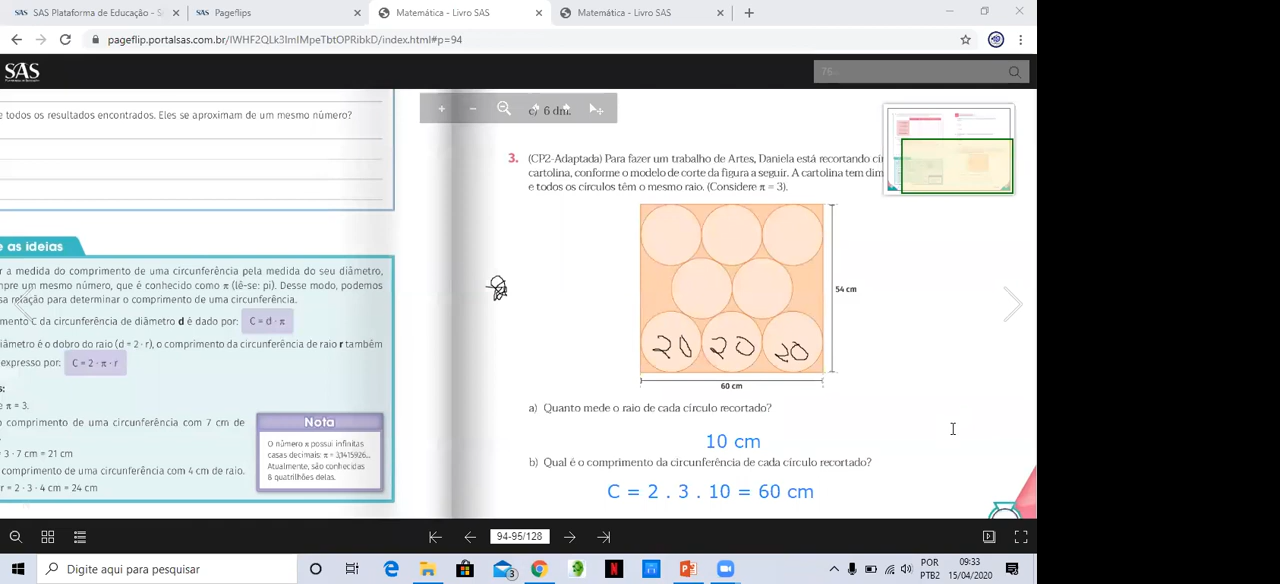 SAS Plataforma de Educação - S
Pageflips
Matemática - Livro SAS
Matemática - Livro SAS
pageflip.portalsas.com.br/IWHF2QLk3ImIMpeTbtOPRibkD/index.html#p=94
SAS
76...
e todos os resultados encontrados. Eles se aproximam de um mesmo número?
e as ideias
r a medida do comprimento de uma circunferência pela medida do seu diâmetro,
mpre um mesmo número, que é conhecido como π (lê-se: pi). Desse modo, podemos
sa relação para determinar o comprimento de uma circunferência.
mento C da circunferência de diâmetro d é dado por: C = d · π
iâmetro é o dobro do raio (d = 2 · r), o comprimento da circunferência de raio r também
expresso por: C = 2 · π · r
s:
e π = 3.
o comprimento de uma circunferência com 7 cm de
= 3 · 7 cm = 21 cm
comprimento de uma circunferência com 4 cm de raio.
r = 2 · 3 · 4 cm = 24 cm
Nota
O número π possui infinitas
casas decimais: π = 3,1415926...
Atualmente, são conhecidas
8 quatrilhões delas.
c) 6 dm.
3. (CP2-Adaptada) Para fazer um trabalho de Artes, Daniela está recortando cí
cartolina, conforme o modelo de corte da figura a seguir. A cartolina tem dim
e todos os círculos têm o mesmo raio. (Considere π = 3).
54 cm
20 20 20
60 cm
a) Quanto mede o raio de cada círculo recortado?
10 cm
b) Qual é o comprimento da circunferência de cada círculo recortado?
C = 2 . 3 . 10 = 60 cm
94-95/128
Digite aqui para pesquisar
3
POR
PTB2
09:33
15/04/2020